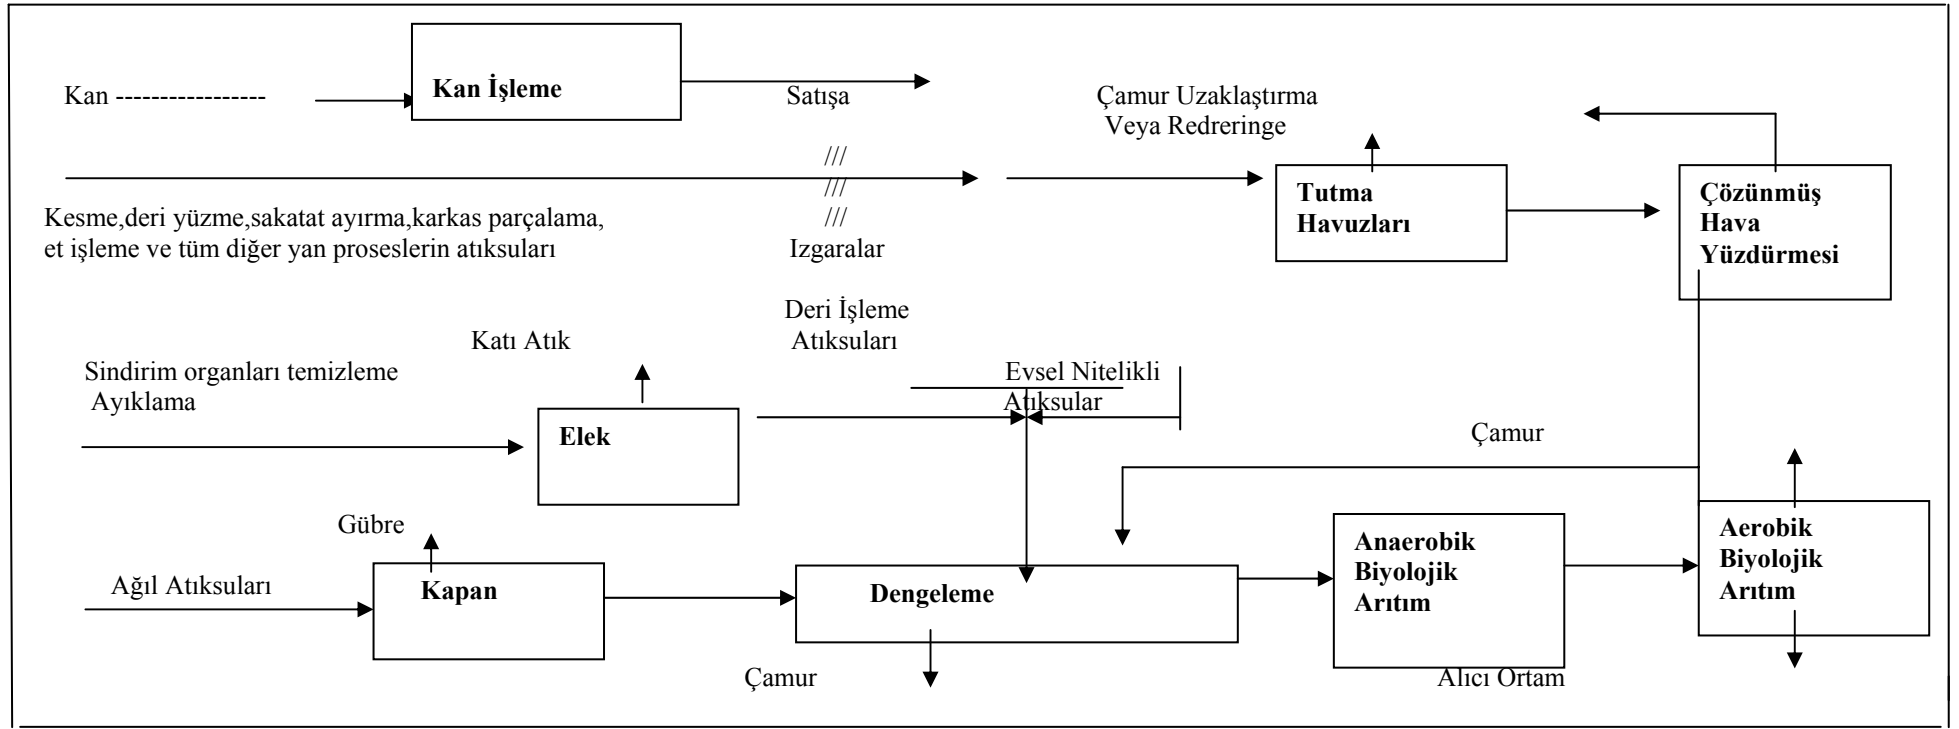 Kan -----------------
Kan İşleme
Satışa
Çamur Uzaklaştırma
Veya Redreringe
///
///
///
Izgaralar
Kesme,deri yüzme,sakatat ayırma,karkas parçalama,
et işleme ve tüm diğer yan proseslerin atıksuları
Tutma
Havuzları
Çözünmüş
Hava
Yüzdürmesi
Deri İşleme
Atıksuları
Katı Atık
Sindirim organları temizleme
Ayıklama
Elek
Evsel Nitelikli
Atıksular
Çamur
Gübre
Ağıl Atıksuları
Kapan
Dengeleme
Çamur
Anaerobik
Biyolojik
Arıtım
Aerobik
Biyolojik
Arıtım
Alıcı Ortam